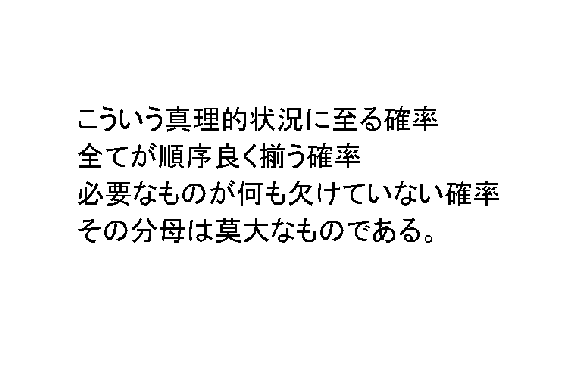 こういう真理的状況に至る確率
全てが順序良く揃う確率
必要なものが何も欠けていない確率
その分母は莫大なものである。